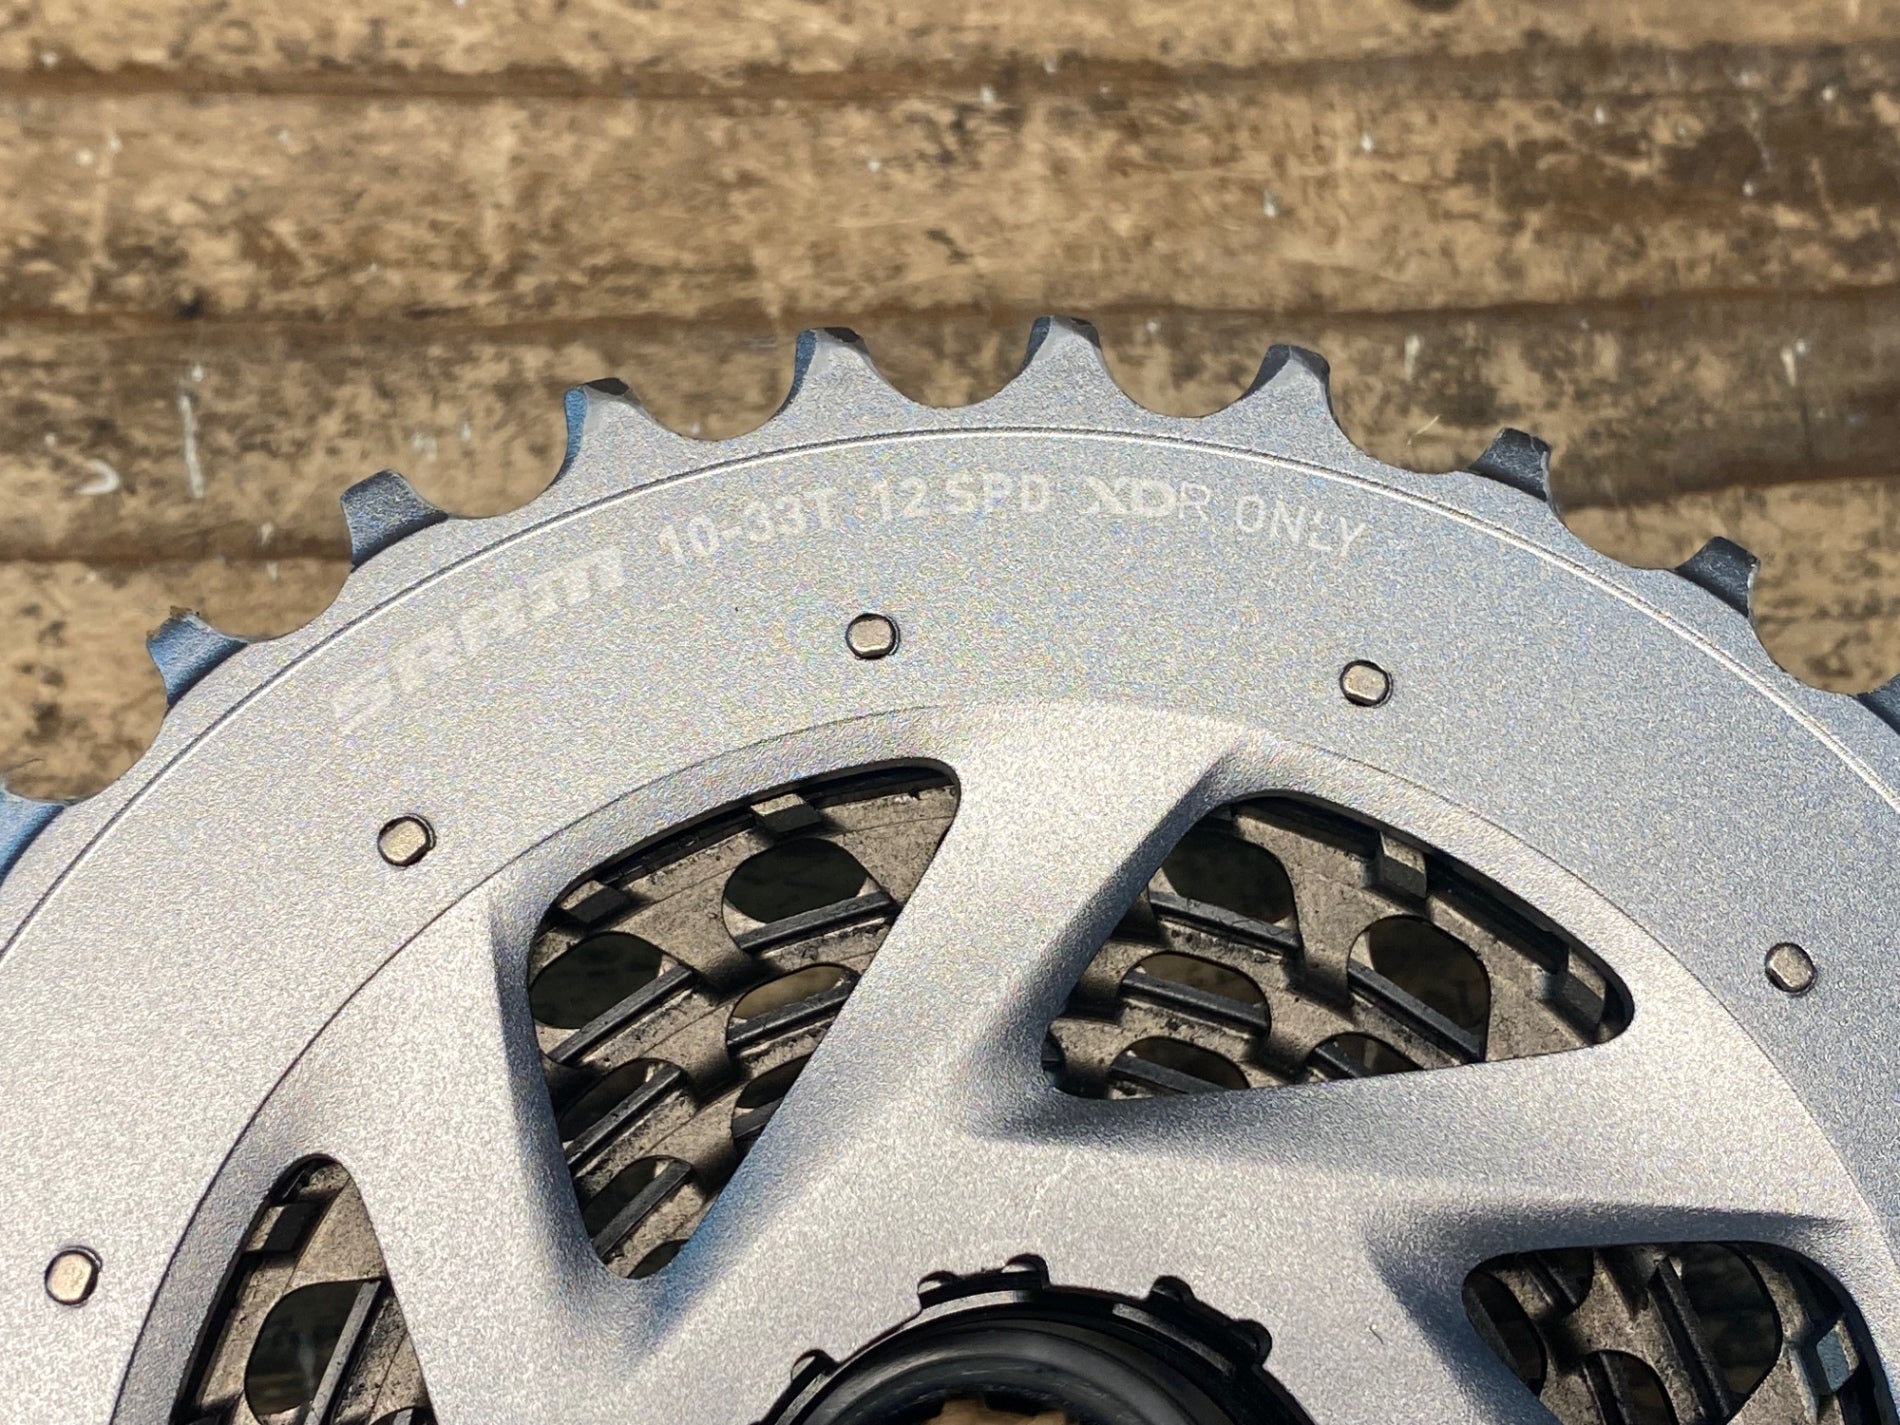 SRAM 10-33T 12 SPD XDR ONLY